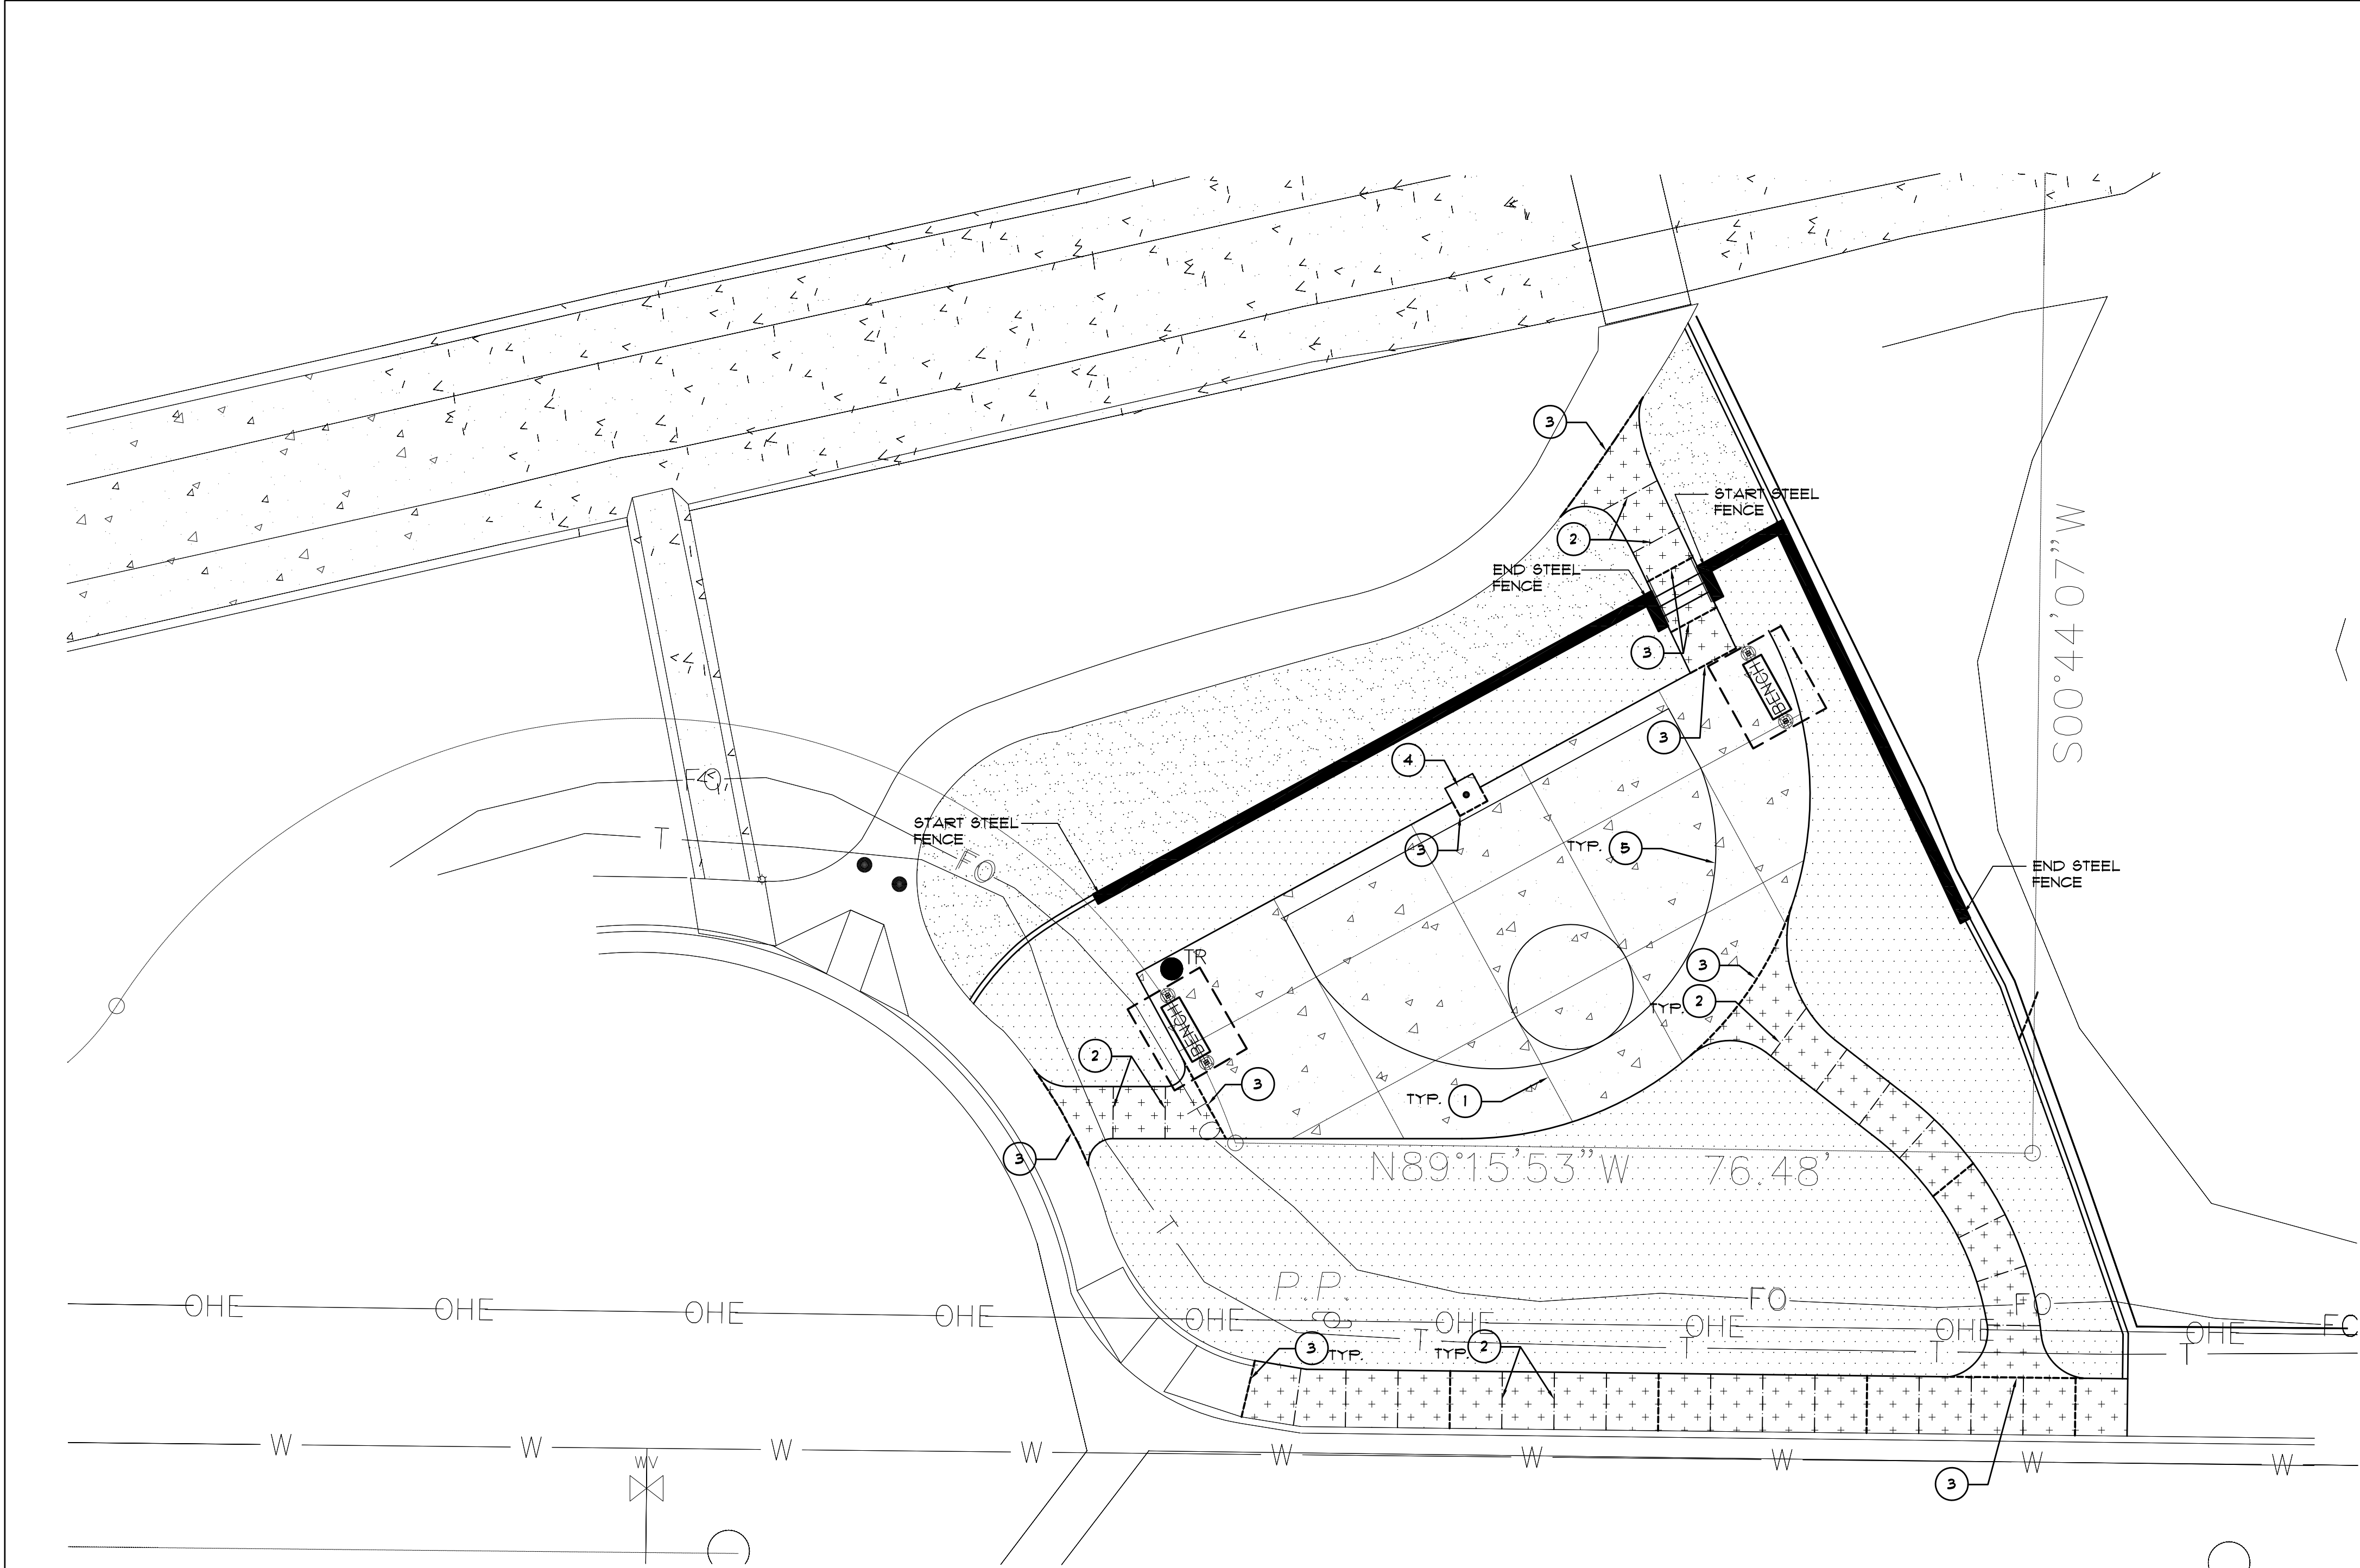 3
START STEEL
FENCE
2
END STEEL
FENCE
S00°44'07"W
3
BENCH
3
4
START STEEL
FENCE
3
TYP. 5
T
FO
END STEEL
FENCE
TR
3
TYP. 2
BENCH
2
3
TYP. 1
3
N89°15'53"W 76.48'
T
P.P.
OHE OHE OHE OHE OHE OHE OHE OHE OHE
FO FO FO
T T T T
3 TYP.
TYP. 2
W W W W W W W W W
WV
3